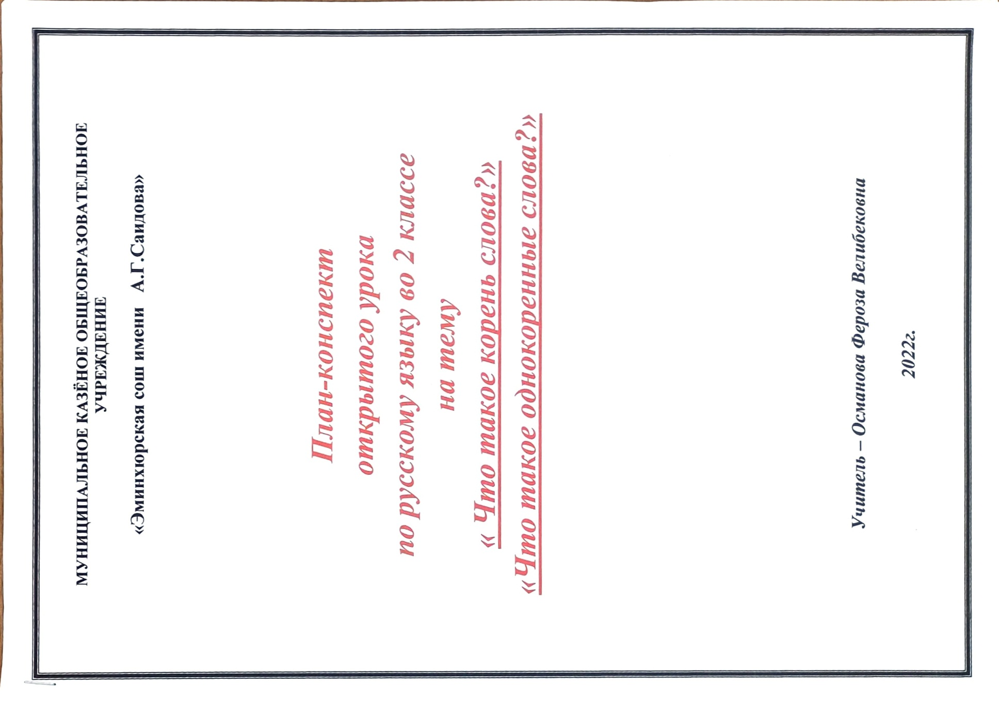 МУНИЦИПАЛЬНОЕ КАЗЁНОЕ ОБЩЕОБРАЗОВАТЕЛЬНОЕ
УЧРЕЖДЕНИЕ
«Эминхюрская сош имени А.Г.Саидова»
План-конспект
открытого урока
по русскому языку во 2 классе
на тему
« Что такое корень слова?»
«Что такое однокоренные слова?»
Учитель – Османова Фероза Велибековна
2022г.